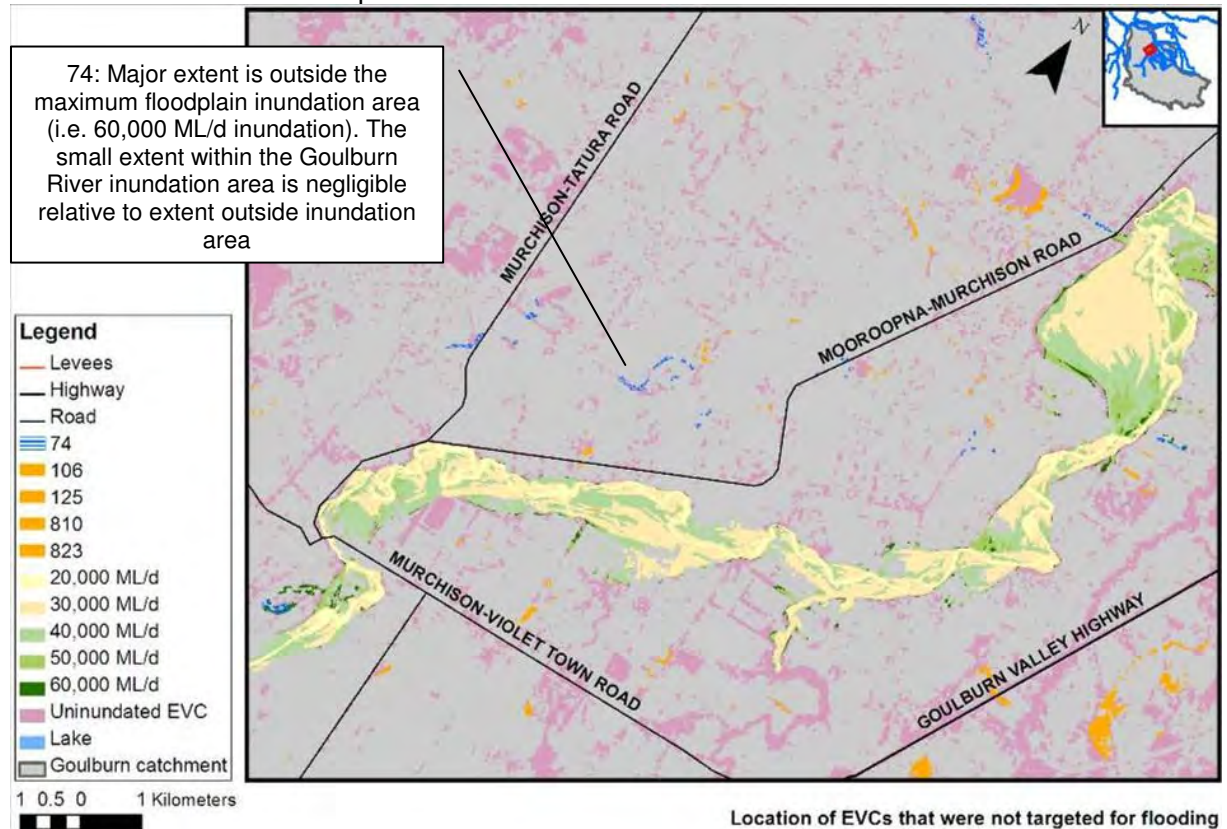 74: Major extent is outside the
maximum floodplain inundation area
(i.e. 60,000 ML/d inundation). The
small extent within the Goulburn
River inundation area is negligible
relative to extent outside inundation
area
N
MURCHISON-TATURA ROAD
MOOROOPNA-MURCHISON ROAD
MURCHISON-VIOLET TOWN ROAD
GOULBURN VALLEY HIGHWAY
Legend
Levees
Highway
Road
74
106
125
810
823
20,000 ML/d
30,000 ML/d
40,000 ML/d
50,000 ML/d
60,000 ML/d
Uninundated EVC
Lake
Goulburn catchment
1 0.5 0 1 Kilometers
Location of EVCs that were not targeted for flooding